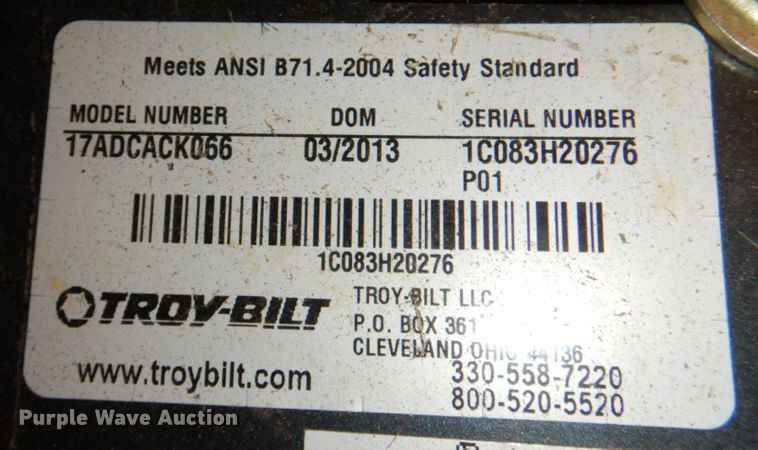 Meets ANSI B71.4-2004 Safety Standard
MODEL NUMBER DOM SERIAL NUMBER
17ADCACK066 03/2013 1C083H20276
P01
1C083H20276
TROY-BILT
TROY-BILT LLC
P.O. BOX 361
CLEVELAND OHIO 44136
www.troybilt.com
330-558-7220
800-520-5520
Purple Wave Auction